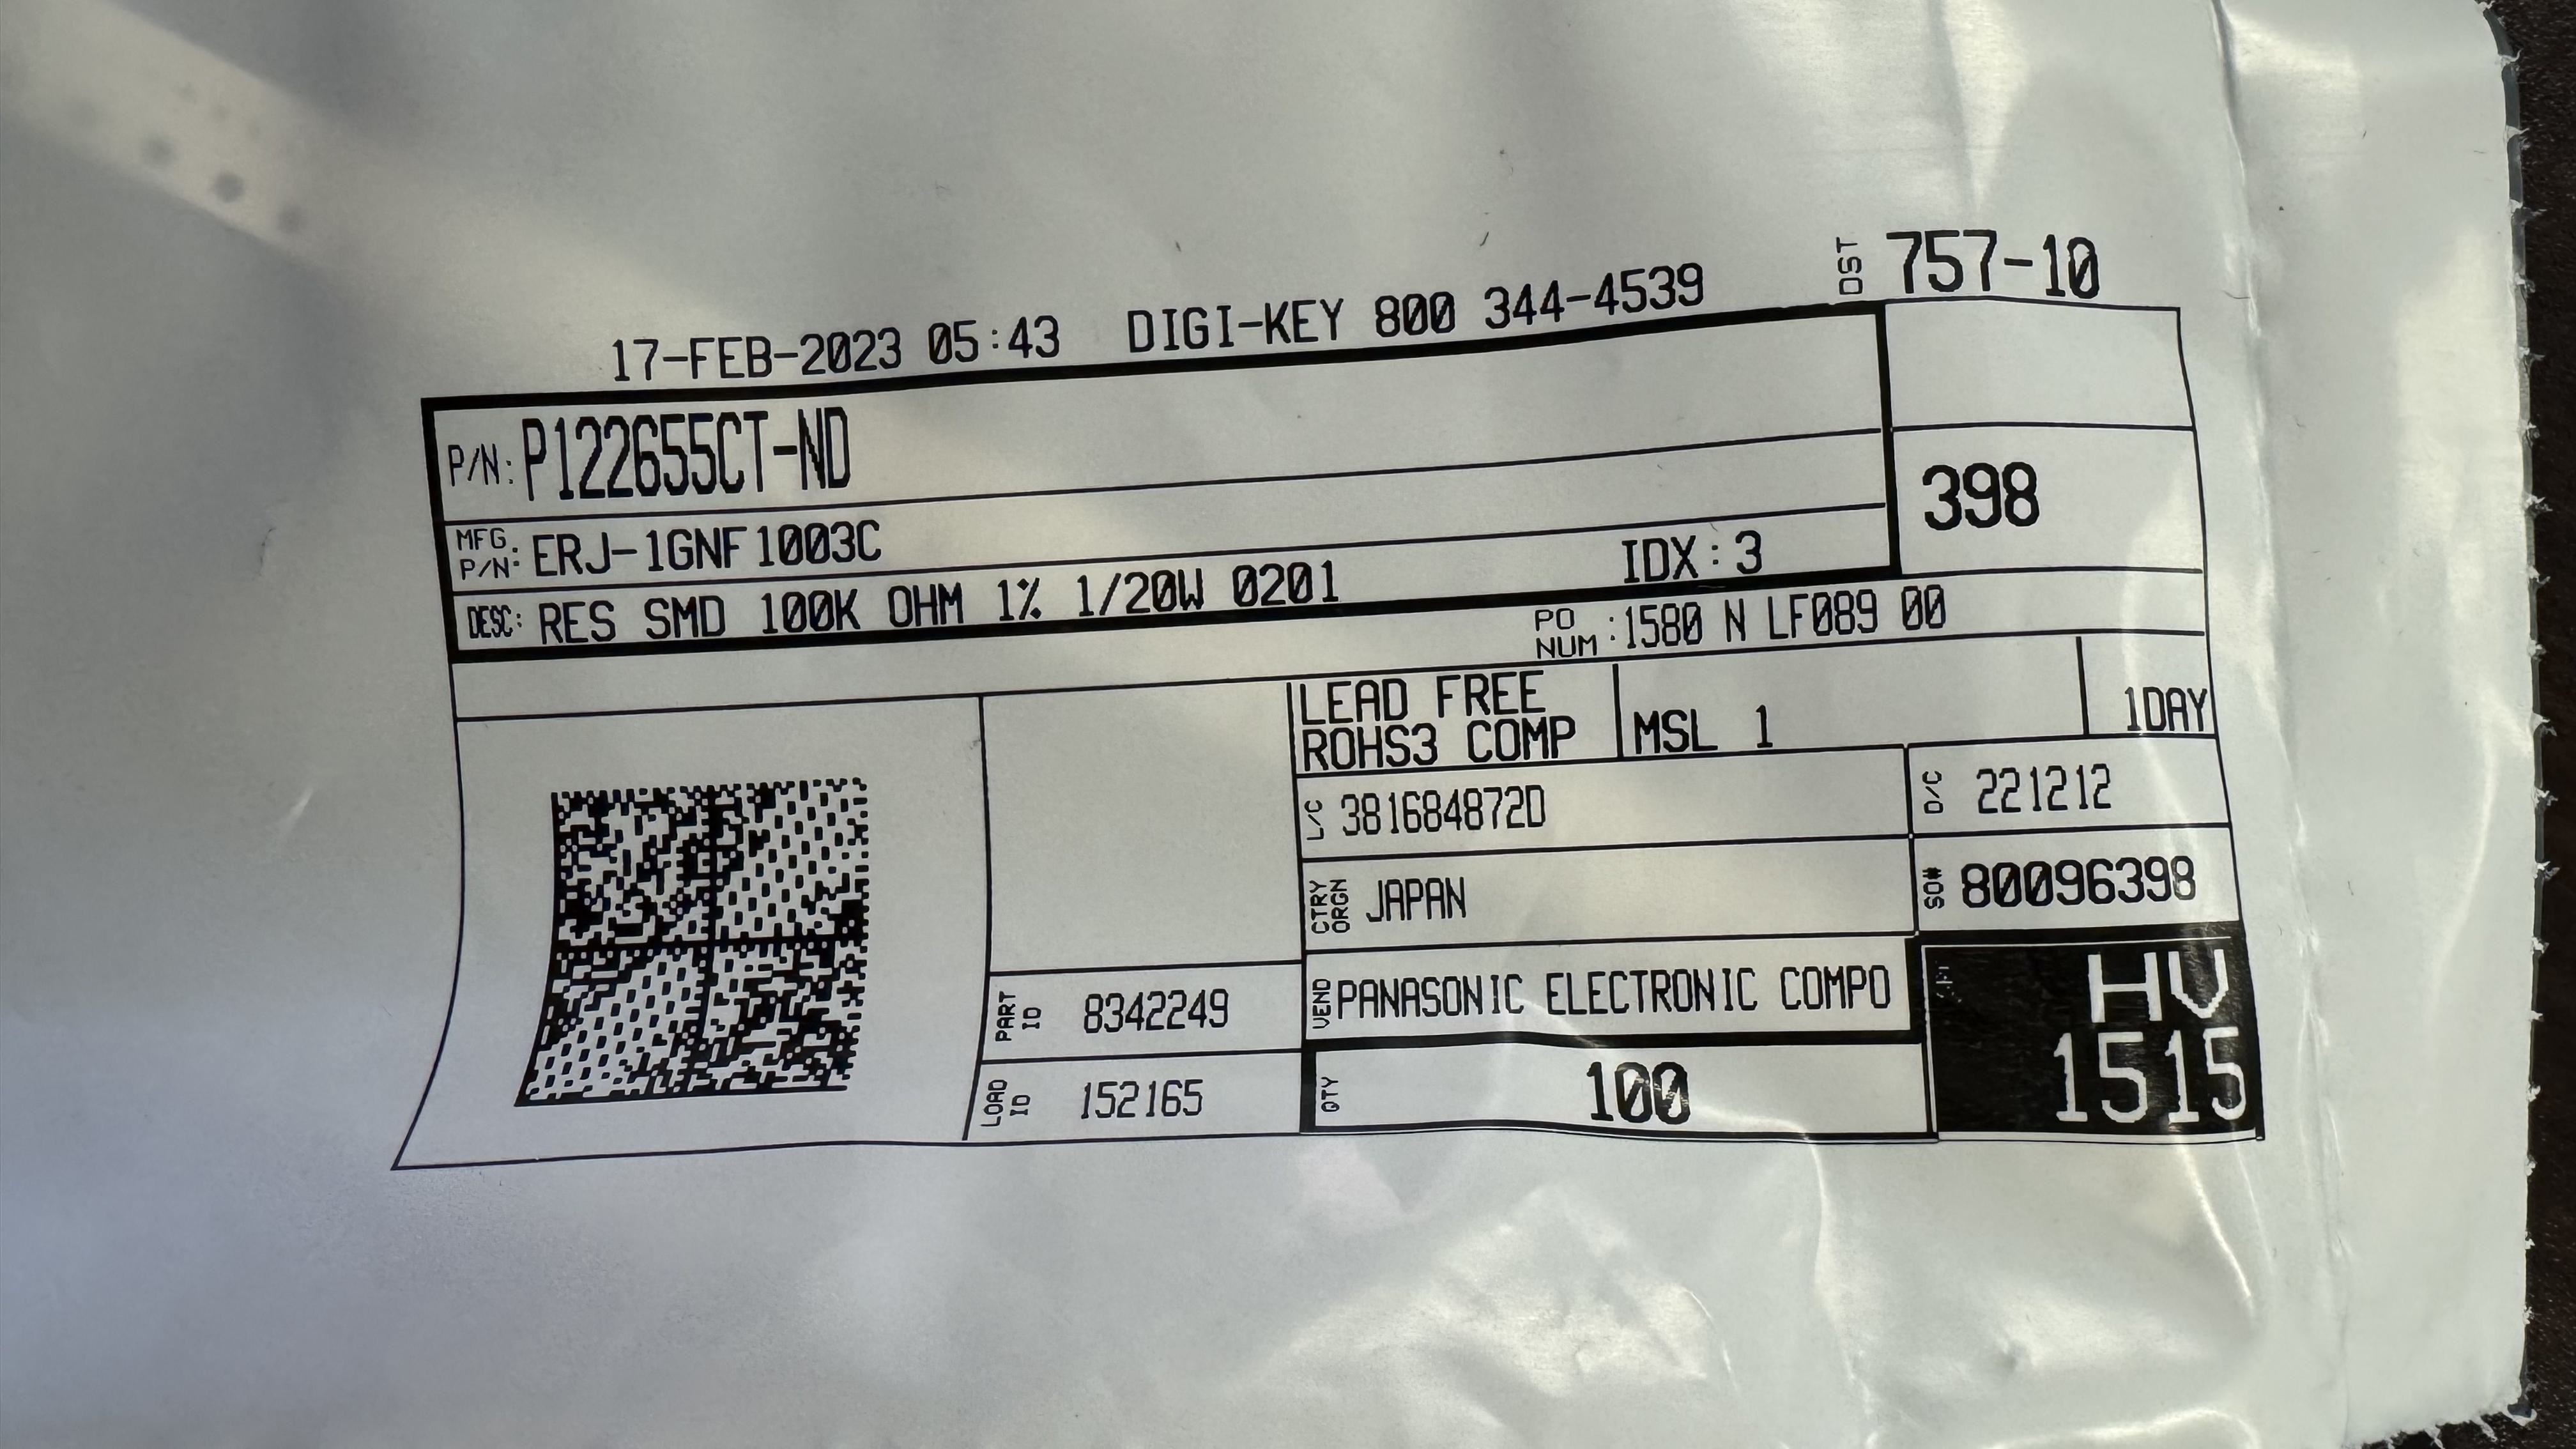 DST 757-10
17-FEB-2023 05:43 DIGI-KEY 800 344-4539
P/N: P122655CT-ND
398
MFG. P/N: ERJ-1GNF1003C
DESC: RES SMD 100K OHM 1% 1/20W 0201 IDX:3
PO NUM :1580 N LF089 00
LEAD FREE
ROHS3 COMP
MSL 1
1DAY
L/C 381684872D
D/C 221212
CTRY ORGN JAPAN
SO# 80096398
PART ID 8342249
VEND PANASONIC ELECTRONIC COMPO
HV
1515
LOAD ID 152165
QTY 100